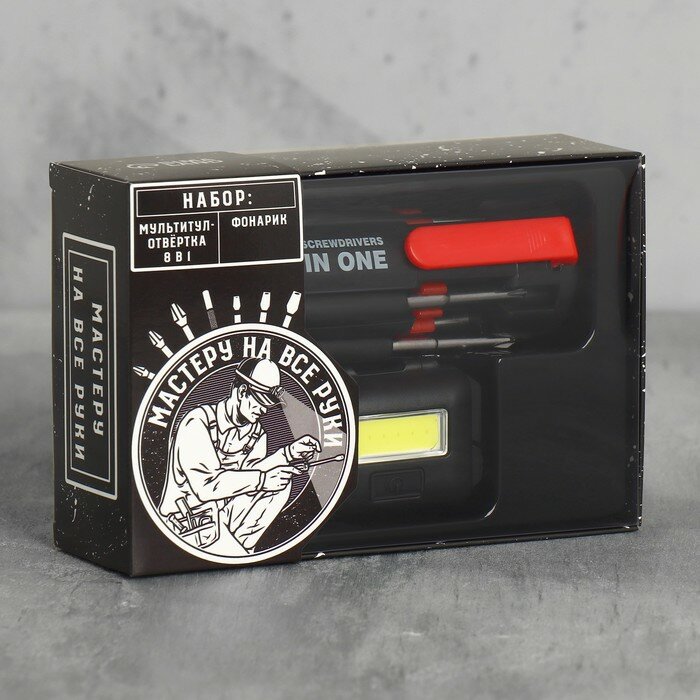 НАБОР:
МУЛЬТИТУЛ-
ОТВЁРТКА
8 В 1
ФОНАРИК
МАСТЕРУ НА ВСЕ РУКИ
МАСТЕРУ
НА ВСЕ РУКИ
SCREWDRIVERS
IN ONE